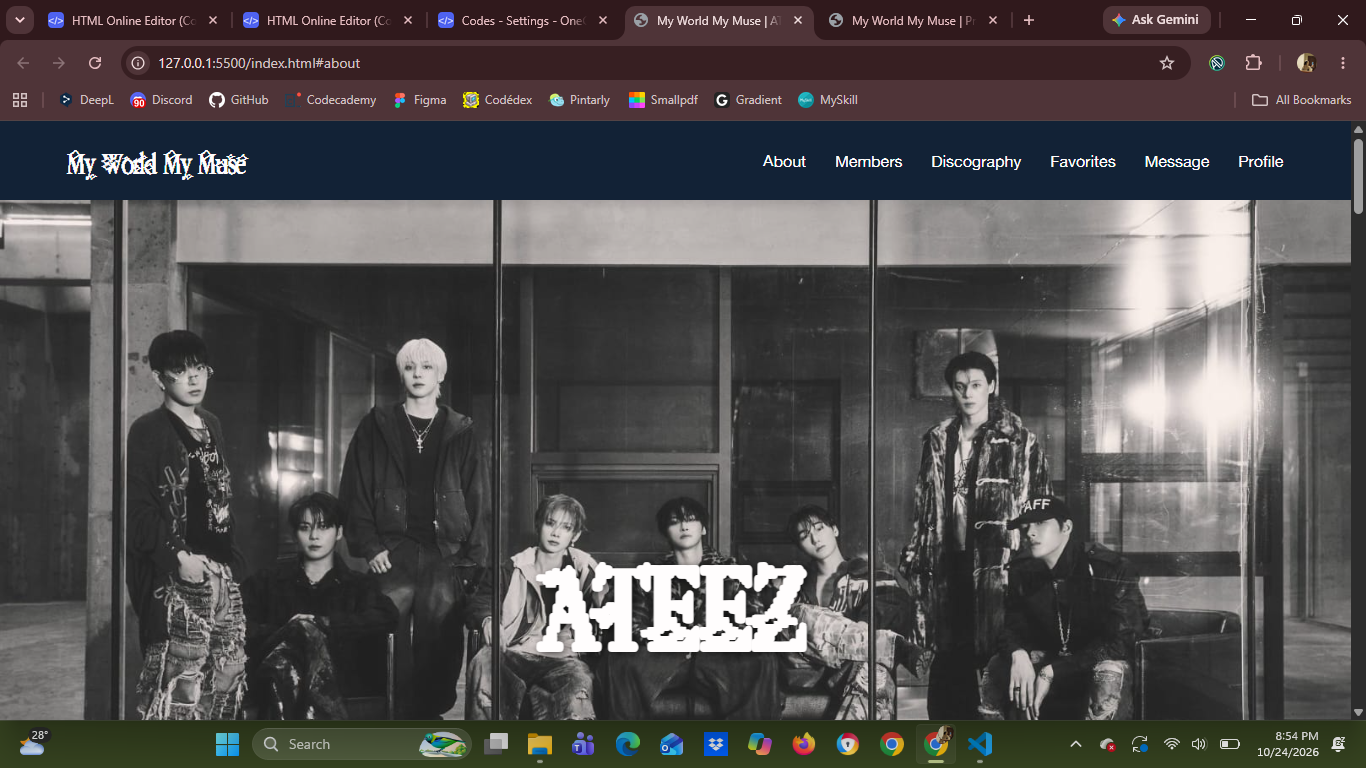 HTML Online Editor (Co
HTML Online Editor (Co
Codes - Settings - One
My World My Muse | AT
My World My Muse | Pr
Ask Gemini
127.0.0.1:5500/index.html#about
DeepL
Discord
GitHub
Codecademy
Figma
Codédex
Pintarly
Smallpdf
Gradient
MySkill
All Bookmarks
My World My Muse
About
Members
Discography
Favorites
Message
Profile
AFF
ATEEZ
28°
Search
8:54 PM
10/24/2026